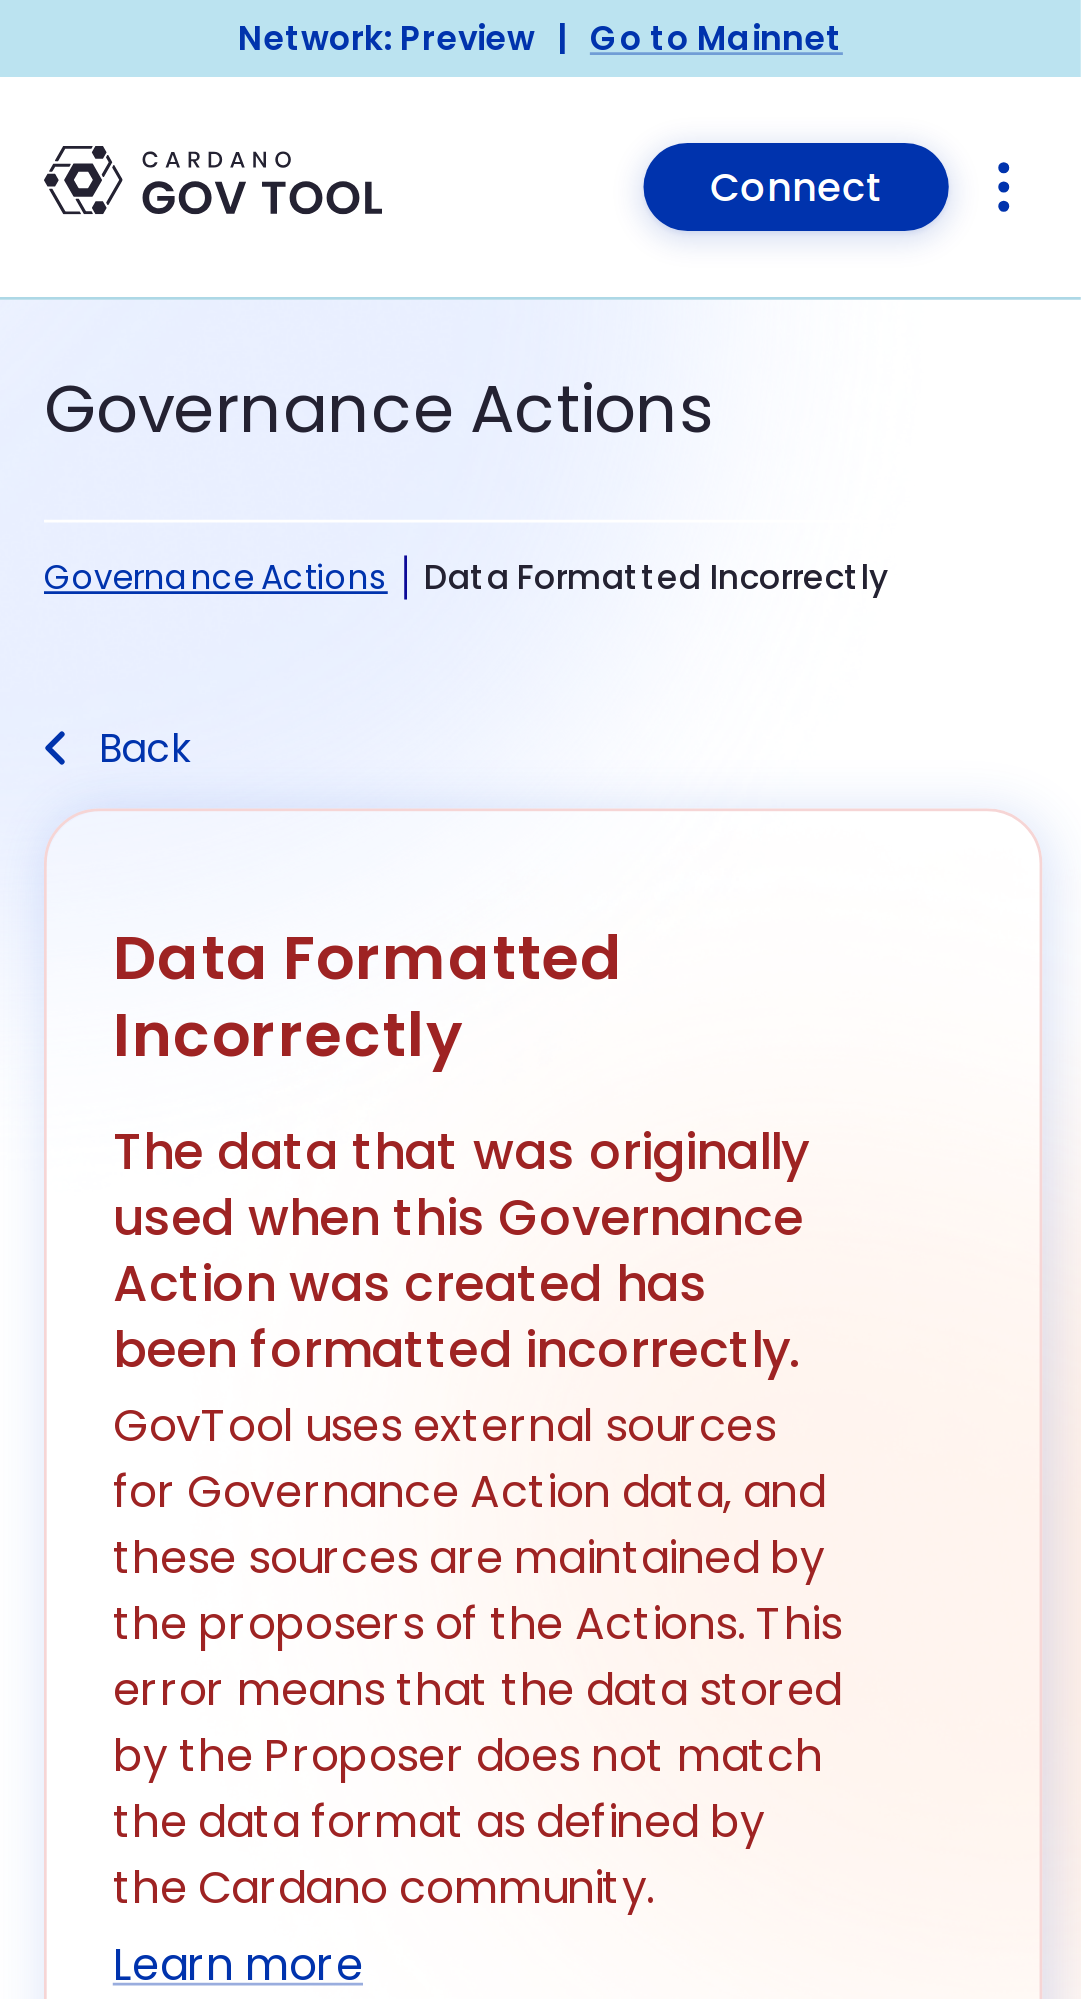 Network: Preview | Go to Mainnet
CARDANO
GOV TOOL
Connect
Governance Actions
Governance Actions | Data Formatted Incorrectly
Back
Data Formatted
Incorrectly
The data that was originally
used when this Governance
Action was created has
been formatted incorrectly.
GovTool uses external sources
for Governance Action data, and
these sources are maintained by
the proposers of the Actions. This
error means that the data stored
by the Proposer does not match
the data format as defined by
the Cardano community.
Learn more